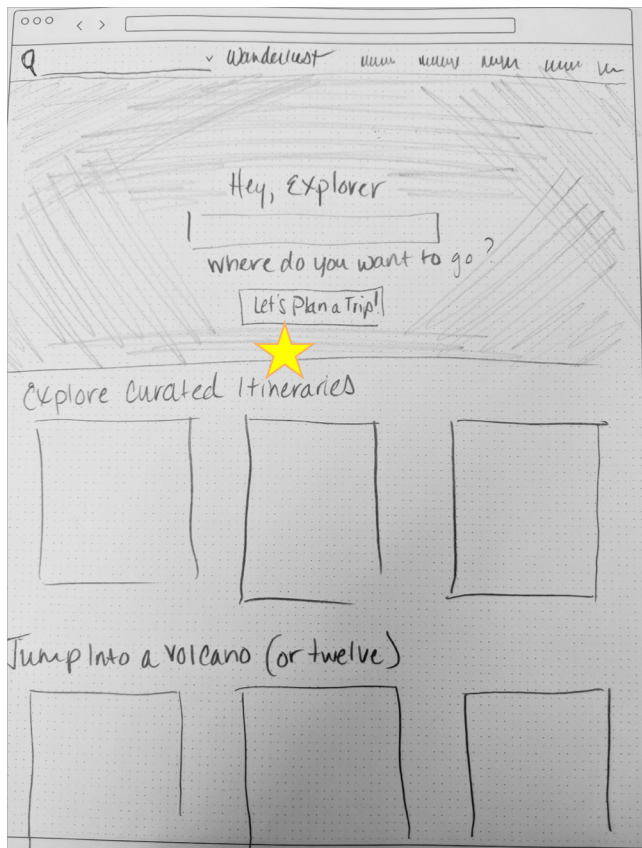 Wanderlust
Hey, Explorer
where do you want to go?
Let's Plan a Trip!
Explore Curated Itineraries
Jump Into a volcano (or twelve)